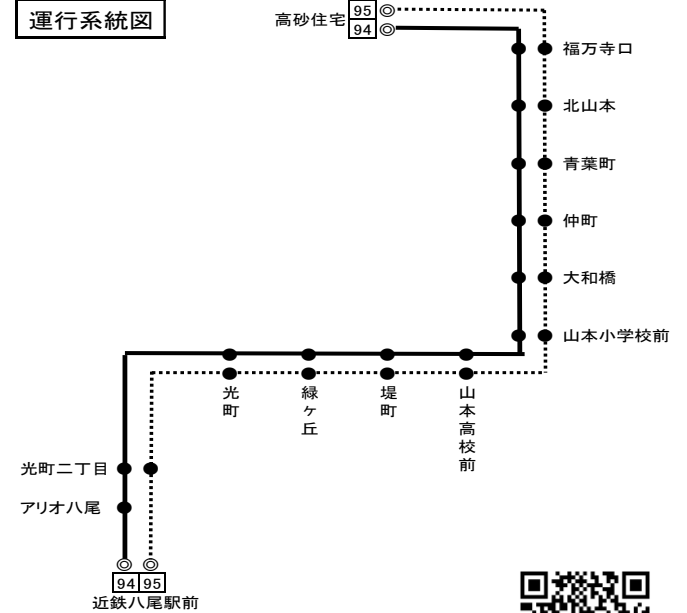 運行系統図
高砂住宅
95
94
福万寺口
北山本
青葉町
仲町
大和橋
山本小学校前
光町
緑ヶ丘
堤町
山本高校前
光町二丁目
アリオ八尾
94 95
近鉄八尾駅前